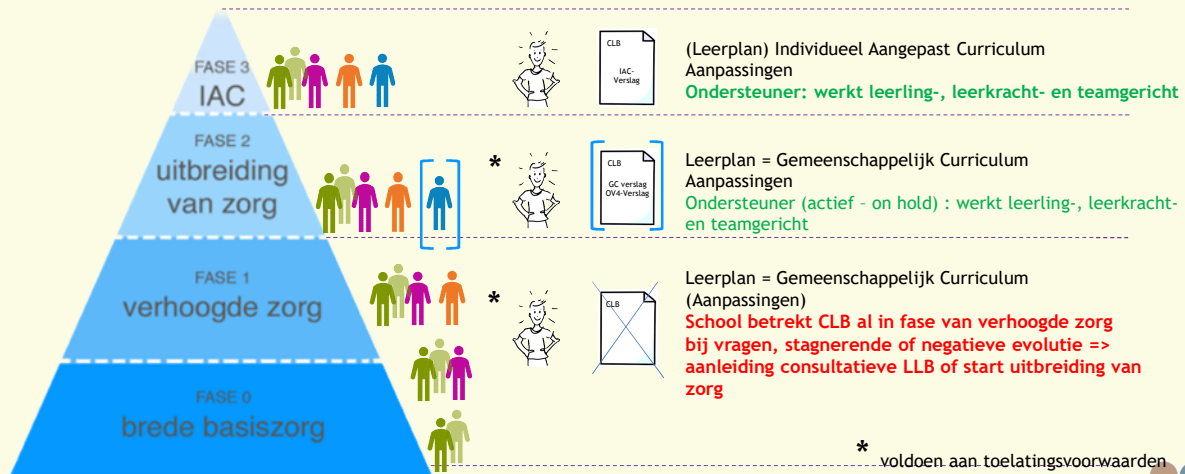 FASE 3
IAC
CLB
IAC-
Verslag
(Leerplan) Individueel Aangepast Curriculum
Aanpassingen
Ondersteuner: werkt leerling-, leerkracht- en teamgericht
FASE 2
uitbreiding
van zorg
*
CLB
GC verslag
OV4-Verslag
Leerplan = Gemeenschappelijk Curriculum
Aanpassingen
Ondersteuner (actief – on hold) : werkt leerling-, leerkracht-
en teamgericht
FASE 1
verhoogde zorg
*
CLB
Leerplan = Gemeenschappelijk Curriculum
(Aanpassingen)
School betrekt CLB al in fase van verhoogde zorg
bij vragen, stagnerende of negatieve evolutie =>
aanleiding consultatieve LLB of start uitbreiding van
zorg
FASE 0
brede basiszorg
* voldoen aan toelatingsvoorwaarden